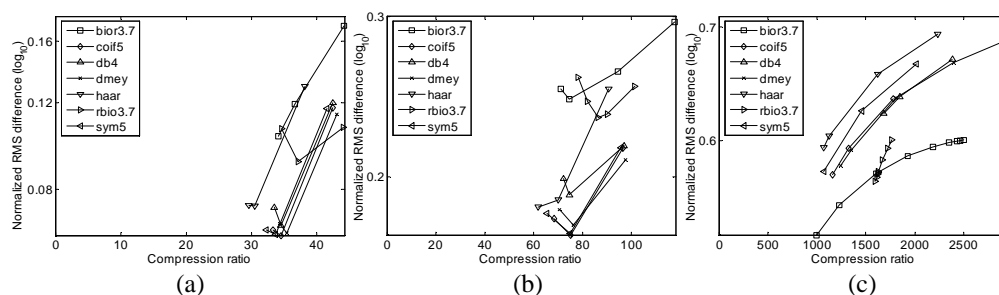 0.16
0.12
0.08
Normalized RMS difference (log10)
bior3.7
coif5
db4
dmey
haar
rbio3.7
sym5
0 10 20 30 40
Compression ratio
(a)
0.3
0.2
Normalized RMS difference (log10)
bior3.7
coif5
db4
dmey
haar
rbio3.7
sym5
0 20 40 60 80 100
Compression ratio
(b)
0.7
0.6
Normalized RMS difference (log10)
bior3.7
coif5
db4
dmey
haar
rbio3.7
sym5
0 500 1000 1500 2000 2500
Compression ratio
(c)